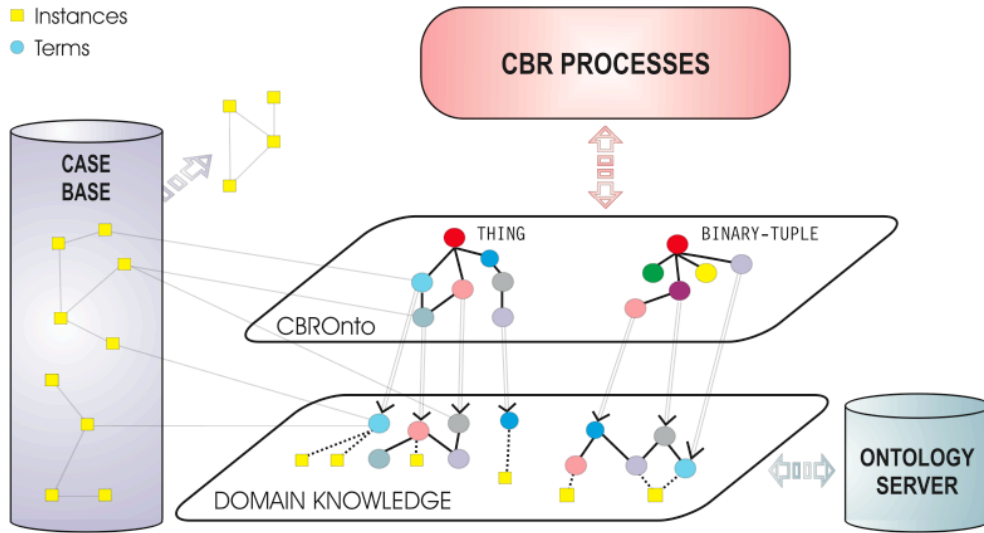 Instances
Terms
CBR PROCESSES
CASE
BASE
THING
BINARY-TUPLE
CBROnto
DOMAIN KNOWLEDGE
ONTOLOGY
SERVER